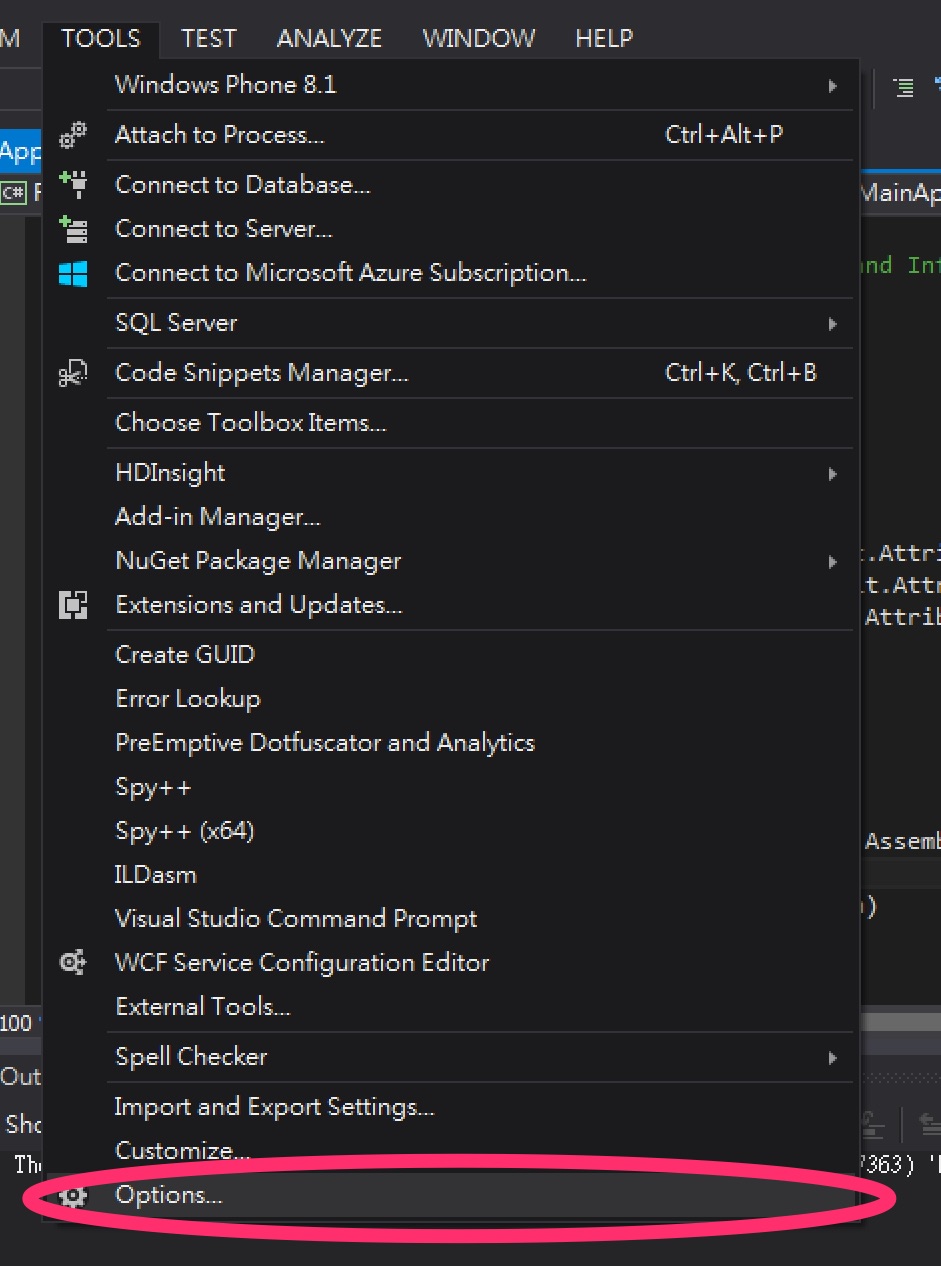 M TOOLS TEST ANALYZE WINDOW HELP
Windows Phone 8.1
Attach to Process... Ctrl+Alt+P
App
Connect to Database...
C# MainAp
Connect to Server...
nd Inf
Connect to Microsoft Azure Subscription...
SQL Server
Code Snippets Manager... Ctrl+K, Ctrl+B
Choose Toolbox Items...
HDInsight
Add-in Manager...
t.Attri
NuGet Package Manager
t.Attr
Extensions and Updates...
Attrib
Create GUID
Error Lookup
PreEmptive Dotfuscator and Analytics
Spy++
Spy++ (x64)
Assemb
ILDasm
)
Visual Studio Command Prompt
WCF Service Configuration Editor
External Tools...
100
Spell Checker
Out
Import and Export Settings...
Sho
Customize...
Th 7363) '
Options...